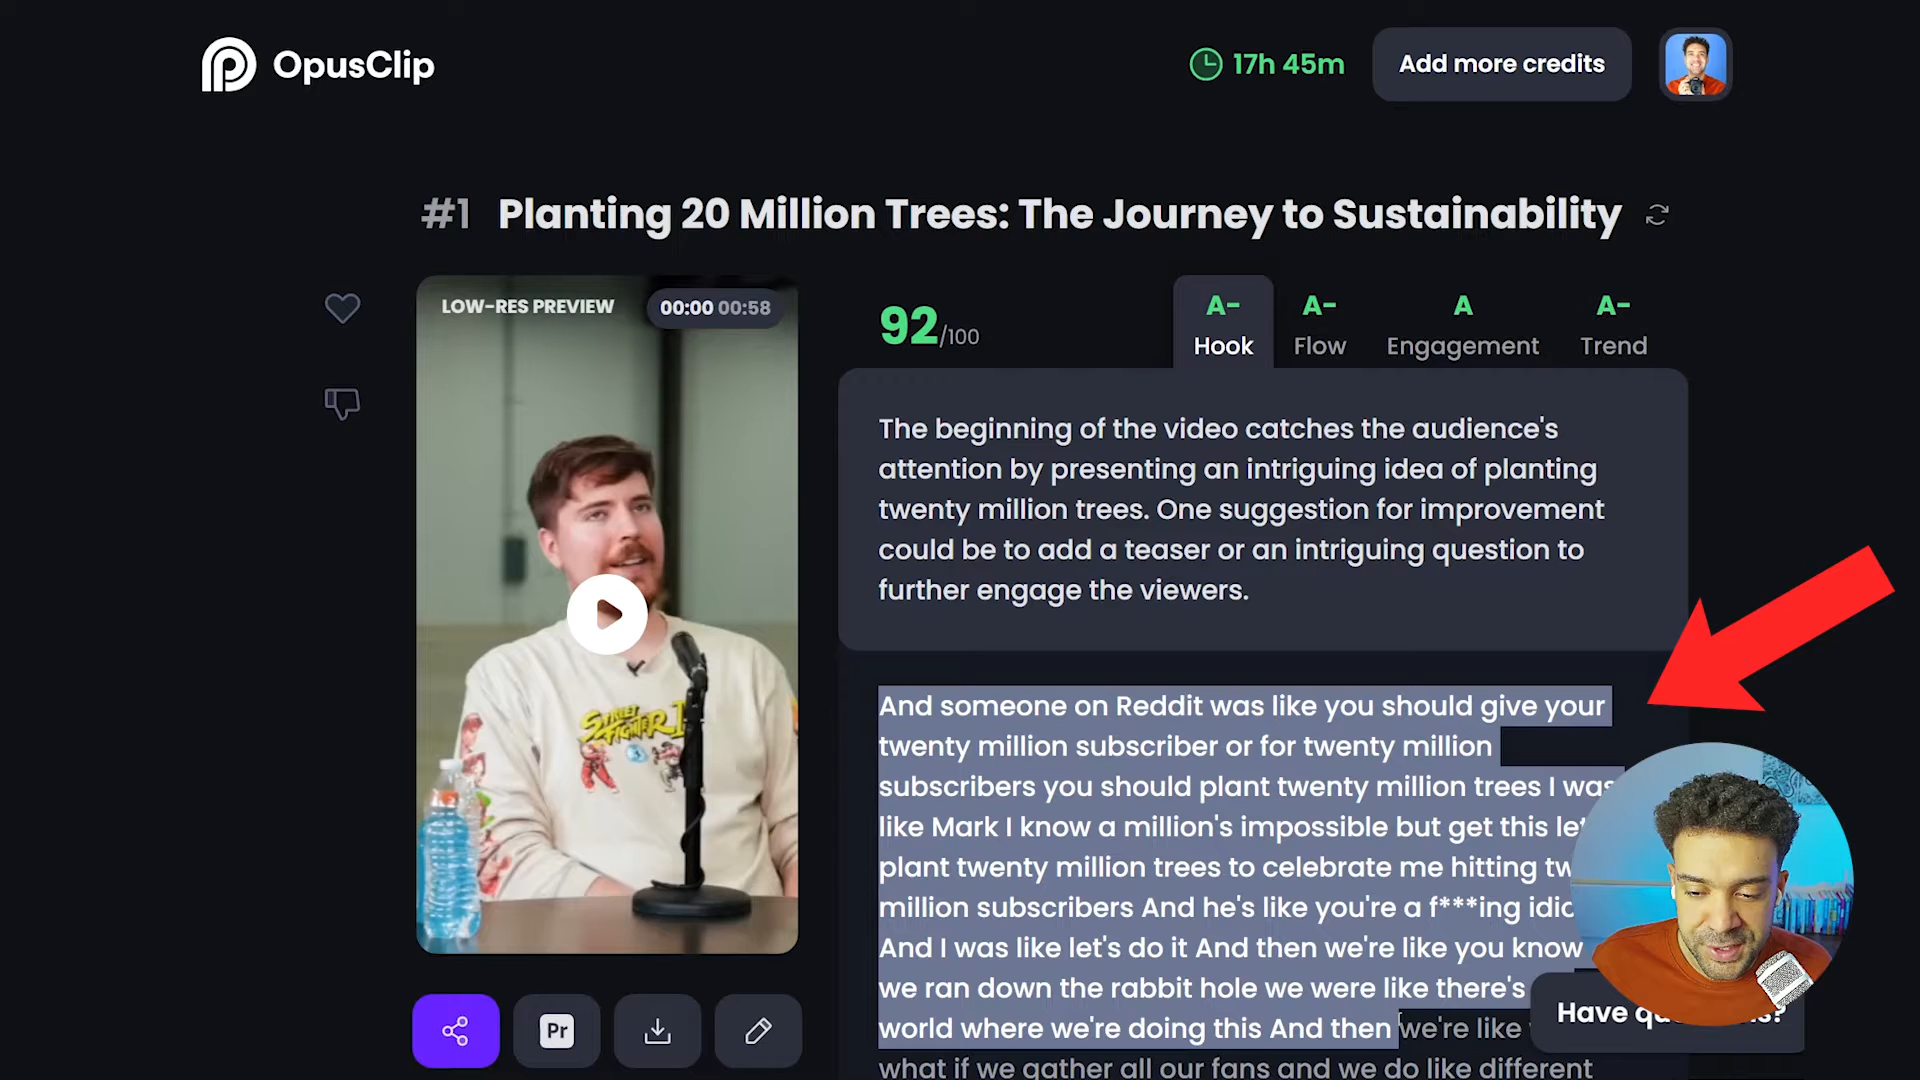 OpusClip
17h 45m
Add more credits
#1 Planting 20 Million Trees: The Journey to Sustainability
LOW-RES PREVIEW
00:00 00:58
92/100
A- Hook
A- Flow
A Engagement
A- Trend
The beginning of the video catches the audience's
attention by presenting an intriguing idea of planting
twenty million trees. One suggestion for improvement
could be to add a teaser or an intriguing question to
further engage the viewers.
And someone on Reddit was like you should give your
twenty million subscriber or for twenty million
subscribers you should plant twenty million trees I was
like Mark I know a million's impossible but get this
plant twenty million trees to celebrate me hitting
million subscribers And he's like you're a f***ing
And I was like let's do it And then we're like you know
we ran down the rabbit hole we were like there's
world where we're doing this And then we're like
what if we gather all our fans and we do like different
STREET
FIGHTER II
Pr
Have